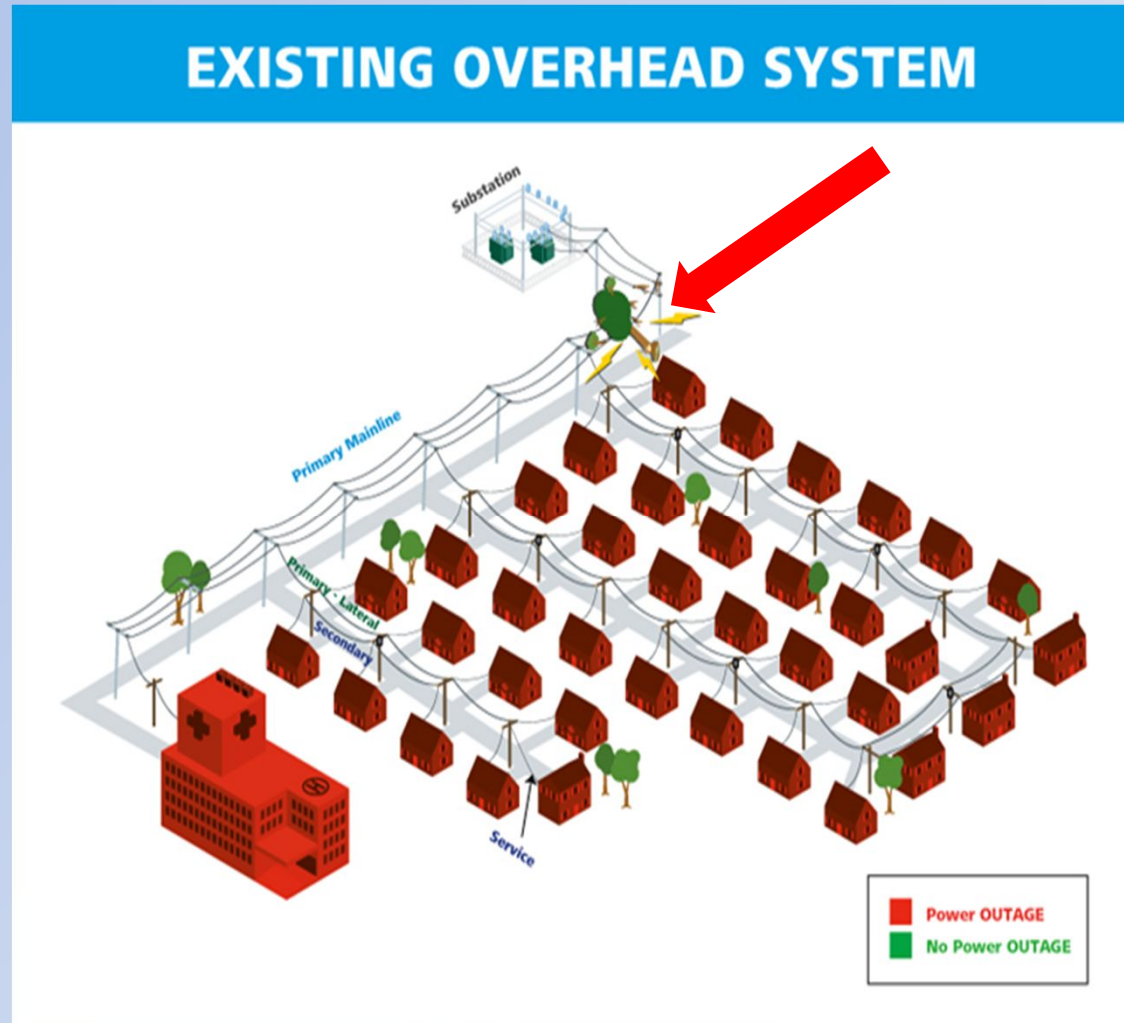 EXISTING OVERHEAD SYSTEM
Substation
Primary Mainline
Primary - Lateral
Secondary
Service
H
Power OUTAGE
No Power OUTAGE